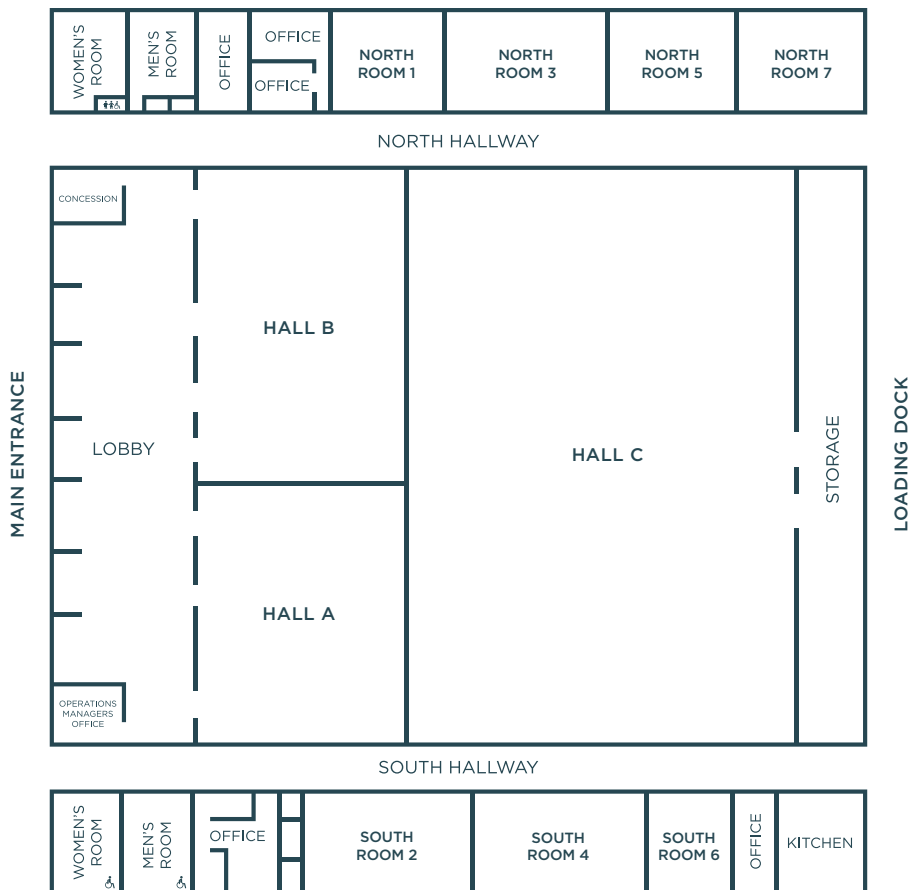 WOMEN'S
ROOM
MEN'S
ROOM
OFFICE
OFFICE
OFFICE
NORTH
ROOM 1
NORTH
ROOM 3
NORTH
ROOM 5
NORTH
ROOM 7
NORTH HALLWAY
CONCESSION
HALL B
MAIN ENTRANCE
LOBBY
HALL C
STORAGE
LOADING DOCK
HALL A
OPERATIONS
MANAGERS
OFFICE
SOUTH HALLWAY
WOMEN'S
ROOM
MEN'S
ROOM
OFFICE
SOUTH
ROOM 2
SOUTH
ROOM 4
SOUTH
ROOM 6
OFFICE
KITCHEN